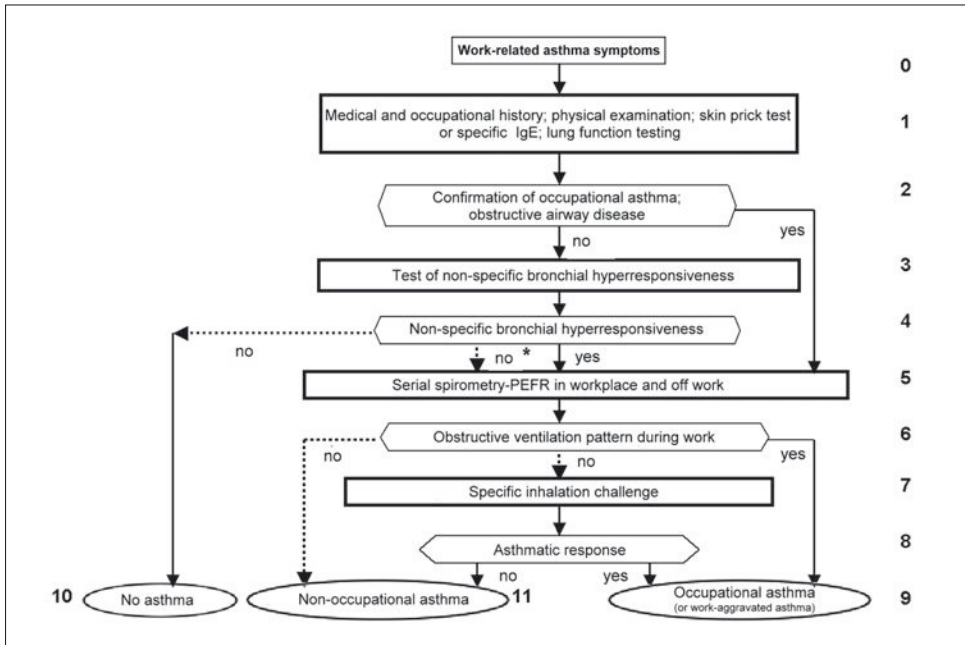 Work-related asthma symptoms
0
Medical and occupational history; physical examination; skin prick test
or specific IgE; lung function testing
1
Confirmation of occupational asthma;
obstructive airway disease
2
yes
no
Test of non-specific bronchial hyperresponsiveness
3
Non-specific bronchial hyperresponsiveness
4
no
no *
yes
Serial spirometry-PEFR in workplace and off work
5
Obstructive ventilation pattern during work
6
no
no
yes
Specific inhalation challenge
7
Asthmatic response
8
no
yes
10
No asthma
Non-occupational asthma
11
Occupational asthma
(or work-aggravated asthma)
9